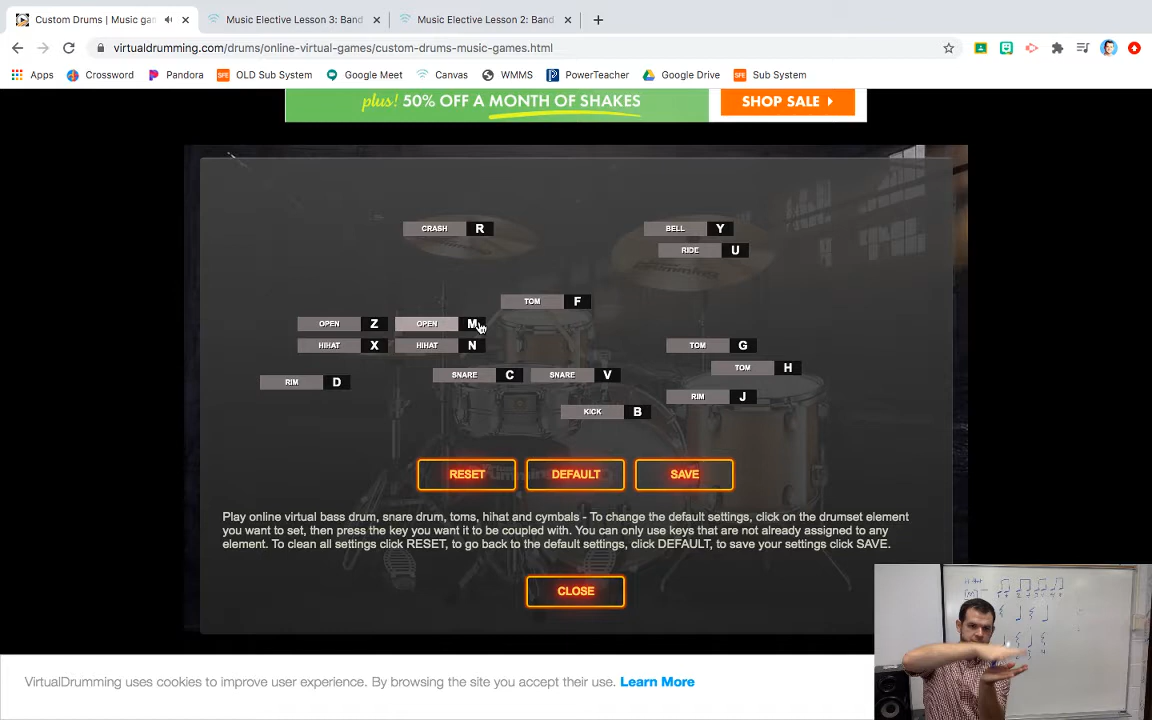 Custom Drums | Music gam
Music Elective Lesson 3: Band
Music Elective Lesson 2: Band
virtualdrumming.com/drums/online-virtual-games/custom-drums-music-games.html
Apps
Crossword
Pandora
OLD Sub System
Google Meet
Canvas
WMMS
PowerTeacher
Google Drive
Sub System
plus! 50% OFF A MONTH OF SHAKES
SHOP SALE
CRASH R
BELL Y
RIDE U
TOM F
OPEN Z OPEN M
HIHAT X HIHAT N
TOM G
TOM H
SNARE C SNARE V
RIM D
RIM J
KICK B
RESET
DEFAULT
SAVE
Play online virtual bass drum, snare drum, toms, hihat and cymbals - To change the default settings, click on the drumset element
you want to set, then press the key you want it to be coupled with. You can only use keys that are not already assigned to any
element. To clean all settings click RESET, to go back to the default settings, click DEFAULT, to save your settings click SAVE.
CLOSE
VirtualDrumming uses cookies to improve user experience. By browsing the site you accept their use. Learn More